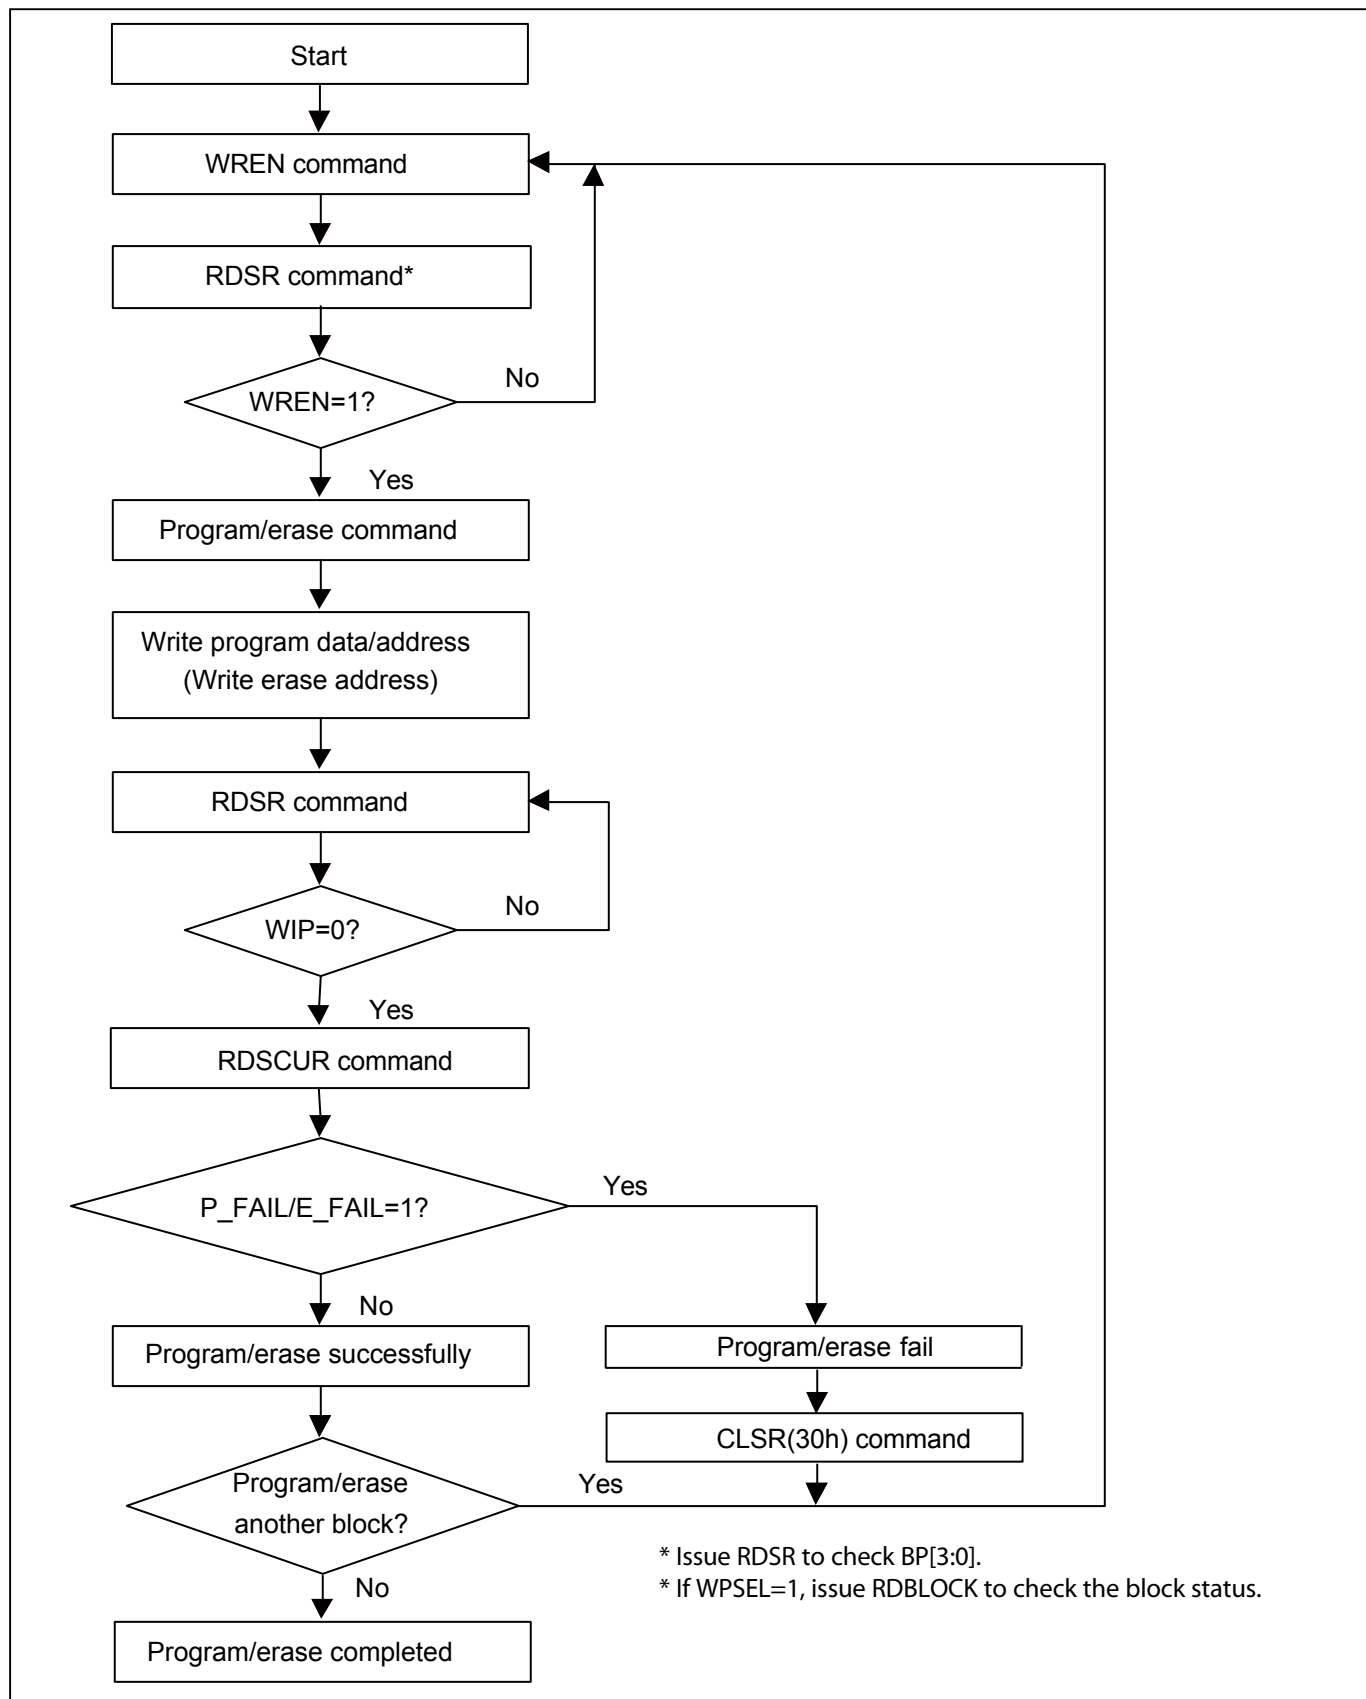 Start
WREN command
RDSR command*
WREN=1?
No
Yes
Program/erase command
Write program data/address
(Write erase address)
RDSR command
WIP=0?
No
Yes
RDSCUR command
P_FAIL/E_FAIL=1?
Yes
No
Program/erase successfully
Program/erase fail
CLSR(30h) command
Program/erase
another block?
Yes
No
* Issue RDSR to check BP[3:0].
* If WPSEL=1, issue RDBLOCK to check the block status.
Program/erase completed